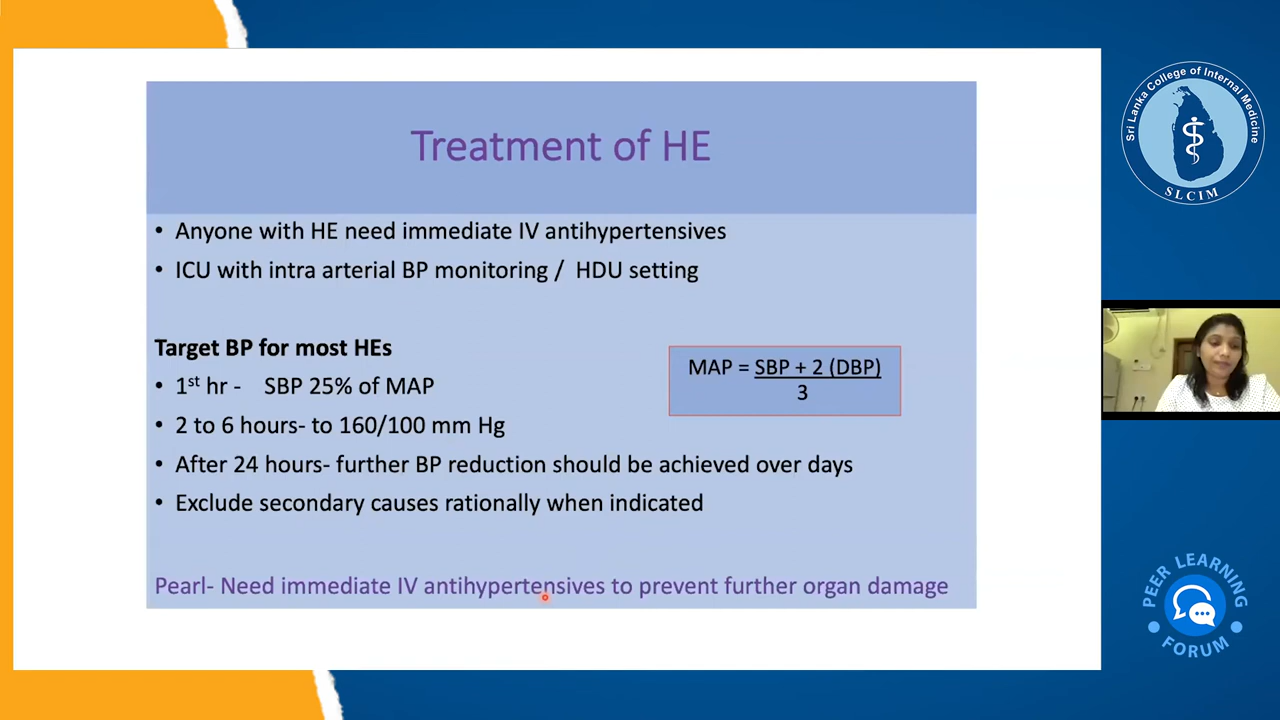 Treatment of HE
• Anyone with HE need immediate IV antihypertensives
• ICU with intra arterial BP monitoring / HDU setting
Target BP for most HEs
• 1st hr - SBP 25% of MAP
• 2 to 6 hours- to 160/100 mm Hg
• After 24 hours- further BP reduction should be achieved over days
• Exclude secondary causes rationally when indicated
MAP = SBP + 2 (DBP)
3
Pearl- Need immediate IV antihypertensives to prevent further organ damage
Sri Lanka College of Internal Medicine
SLCIM
PEER LEARNING
FORUM